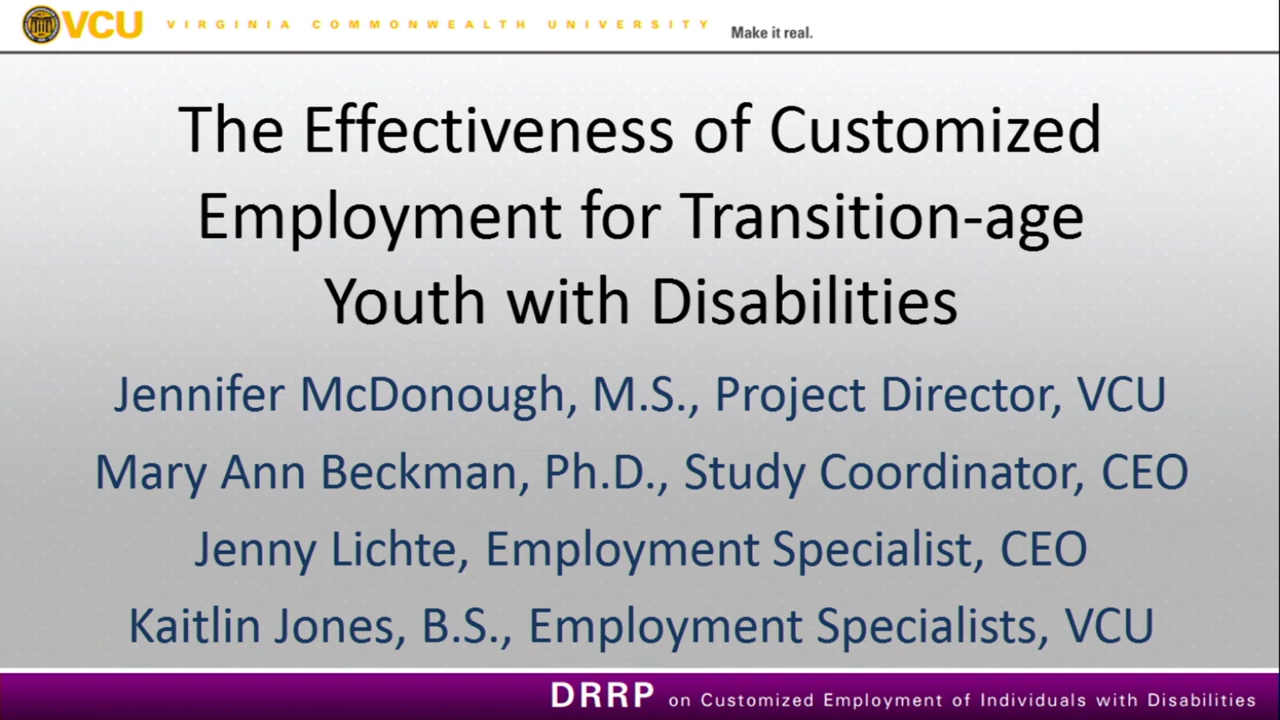 VCU VIRGINIA COMMONWEALTH UNIVERSITY Make it real.
The Effectiveness of Customized
Employment for Transition-age
Youth with Disabilities
Jennifer McDonough, M.S., Project Director, VCU
Mary Ann Beckman, Ph.D., Study Coordinator, CEO
Jenny Lichte, Employment Specialist, CEO
Kaitlin Jones, B.S., Employment Specialists, VCU
DRRP on Customized Employment of Individuals with Disabilities